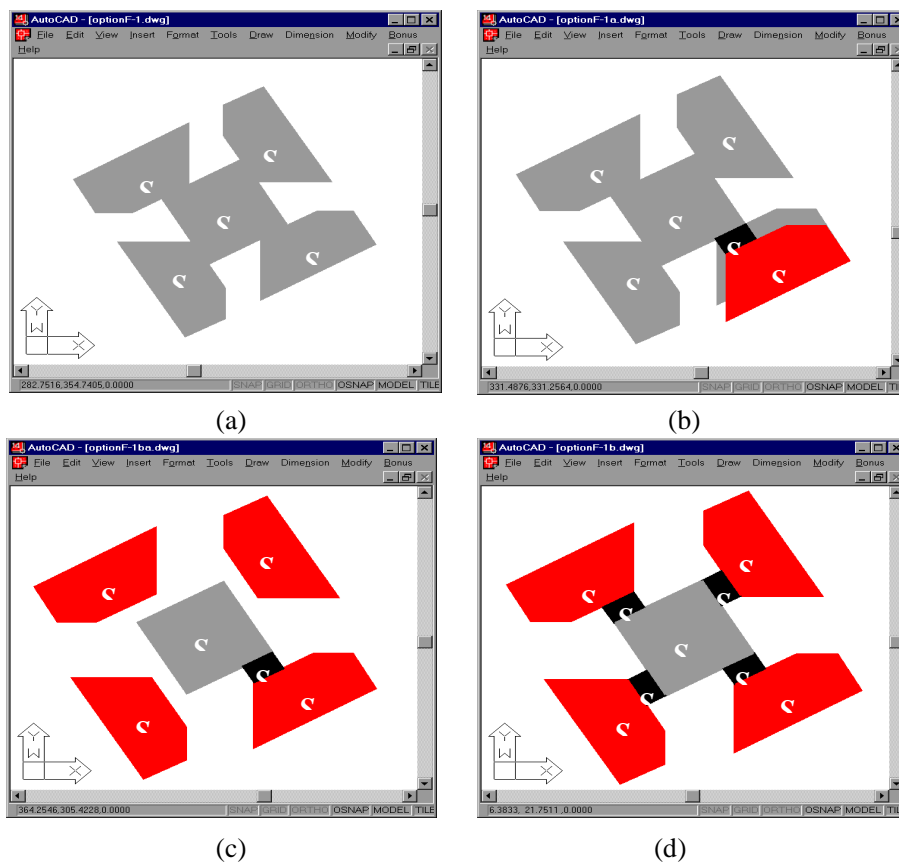 AutoCAD - [optionF-1.dwg]
File Edit View Insert Format Tools Draw Dimension Modify Bonus
Help
Y
W
X
282.7516,354.7405,0.0000 SNAP GRID ORTHO OSNAP MODEL TILE
(a)
AutoCAD - [optionF-1a.dwg]
File Edit View Insert Format Tools Draw Dimension Modify Bonus
Help
Y
W
X
331.4876,331.2564,0.0000 SNAP GRID ORTHO OSNAP MODEL TILE
(b)
AutoCAD - [optionF-1ba.dwg]
File Edit View Insert Format Tools Draw Dimension Modify Bonus
Help
Y
W
X
364.2546,305.4228,0.0000 SNAP GRID ORTHO OSNAP MODEL TILE
(c)
AutoCAD - [optionF-1b.dwg]
File Edit View Insert Format Tools Draw Dimension Modify Bonus
Help
Y
W
X
6.3833, 21.7511 ,0.0000 SNAP GRID ORTHO OSNAP MODEL TILE
(d)